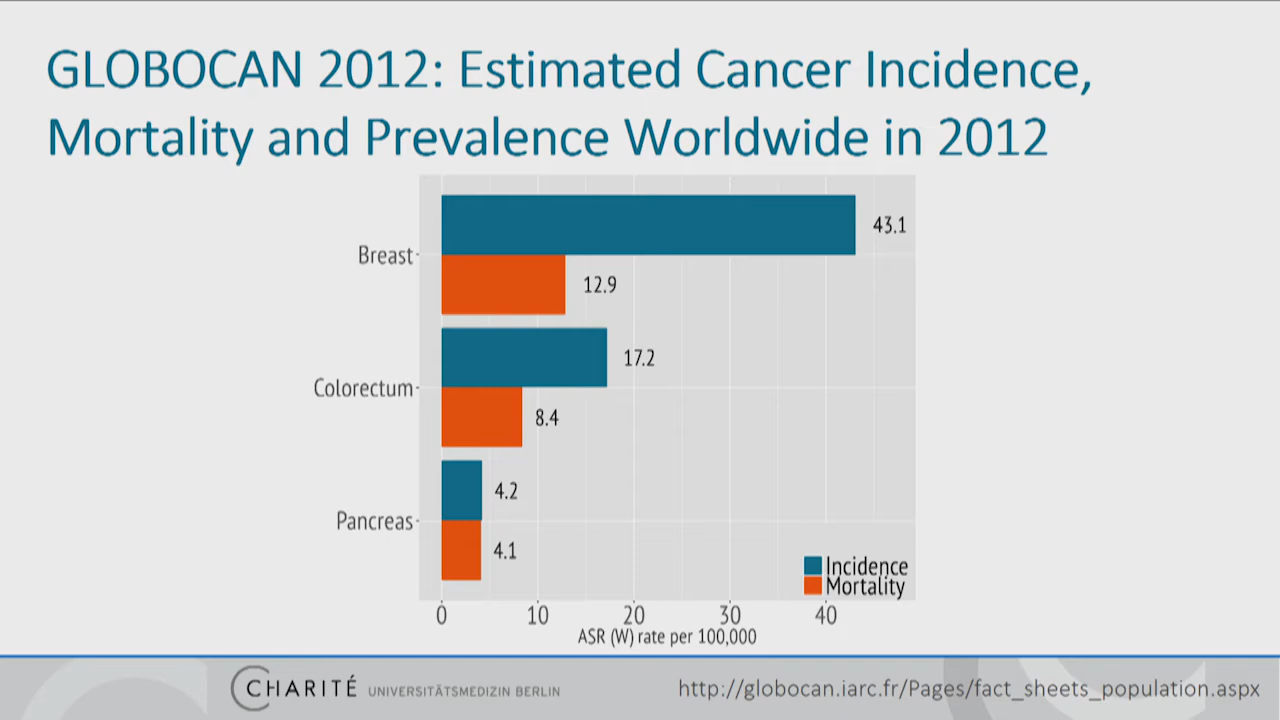 GLOBOCAN 2012: Estimated Cancer Incidence,
Mortality and Prevalence Worldwide in 2012
43.1
Breast
12.9
17.2
Colorectum
8.4
4.2
Pancreas
4.1
Incidence
Mortality
0 10 20 30 40
ASR (W) rate per 100,000
CHARITÉ UNIVERSITÄTSMEDIZIN BERLIN
http://globocan.iarc.fr/Pages/fact_sheets_population.aspx